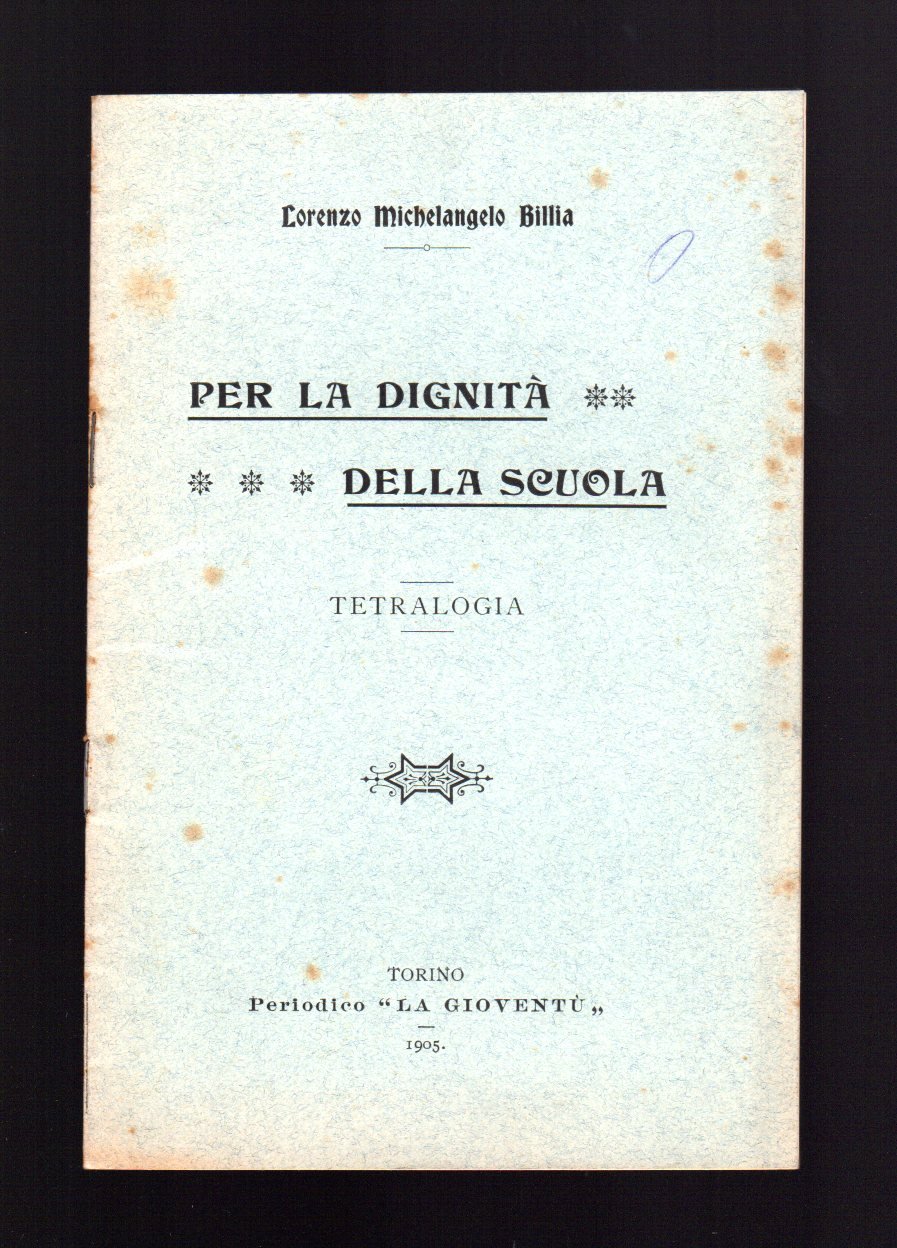 Lorenzo Michelangelo Billia
PER LA DIGNITÀ
DELLA SCUOLA
TETRALOGIA
TORINO
Periodico “LA GIOVENTÙ„
1905.